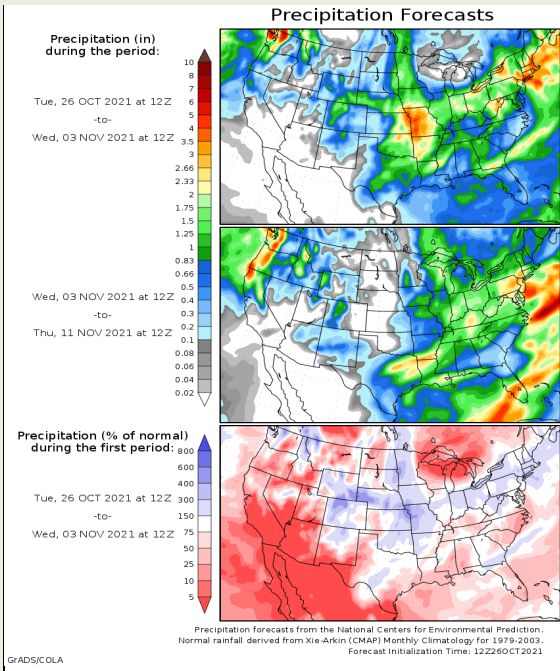 Precipitation Forecasts
Precipitation (in)
during the period:
Tue, 26 OCT 2021 at 12Z
-to-
Wed, 03 NOV 2021 at 12Z
10
8
7
6
5
4
3.5
3
2.66
2.33
2
1.75
1.5
1.25
1
0.83
0.66
0.5
0.4
0.3
0.2
0.1
0.08
0.06
0.04
0.02
Wed, 03 NOV 2021 at 12Z
-to-
Thu, 11 NOV 2021 at 12Z
Precipitation (% of normal)
during the first period:
Tue, 26 OCT 2021 at 12Z
-to-
Wed, 03 NOV 2021 at 12Z
800
600
400
300
150
75
50
25
10
5
Precipitation forecasts from the National Centers for Environmental Prediction.
Normal rainfall derived from Xie-Arkin (CMAP) Monthly Climatology for 1979-2003.
Forecast Initialization Time: 12Z26OCT2021
GrADS/COLA